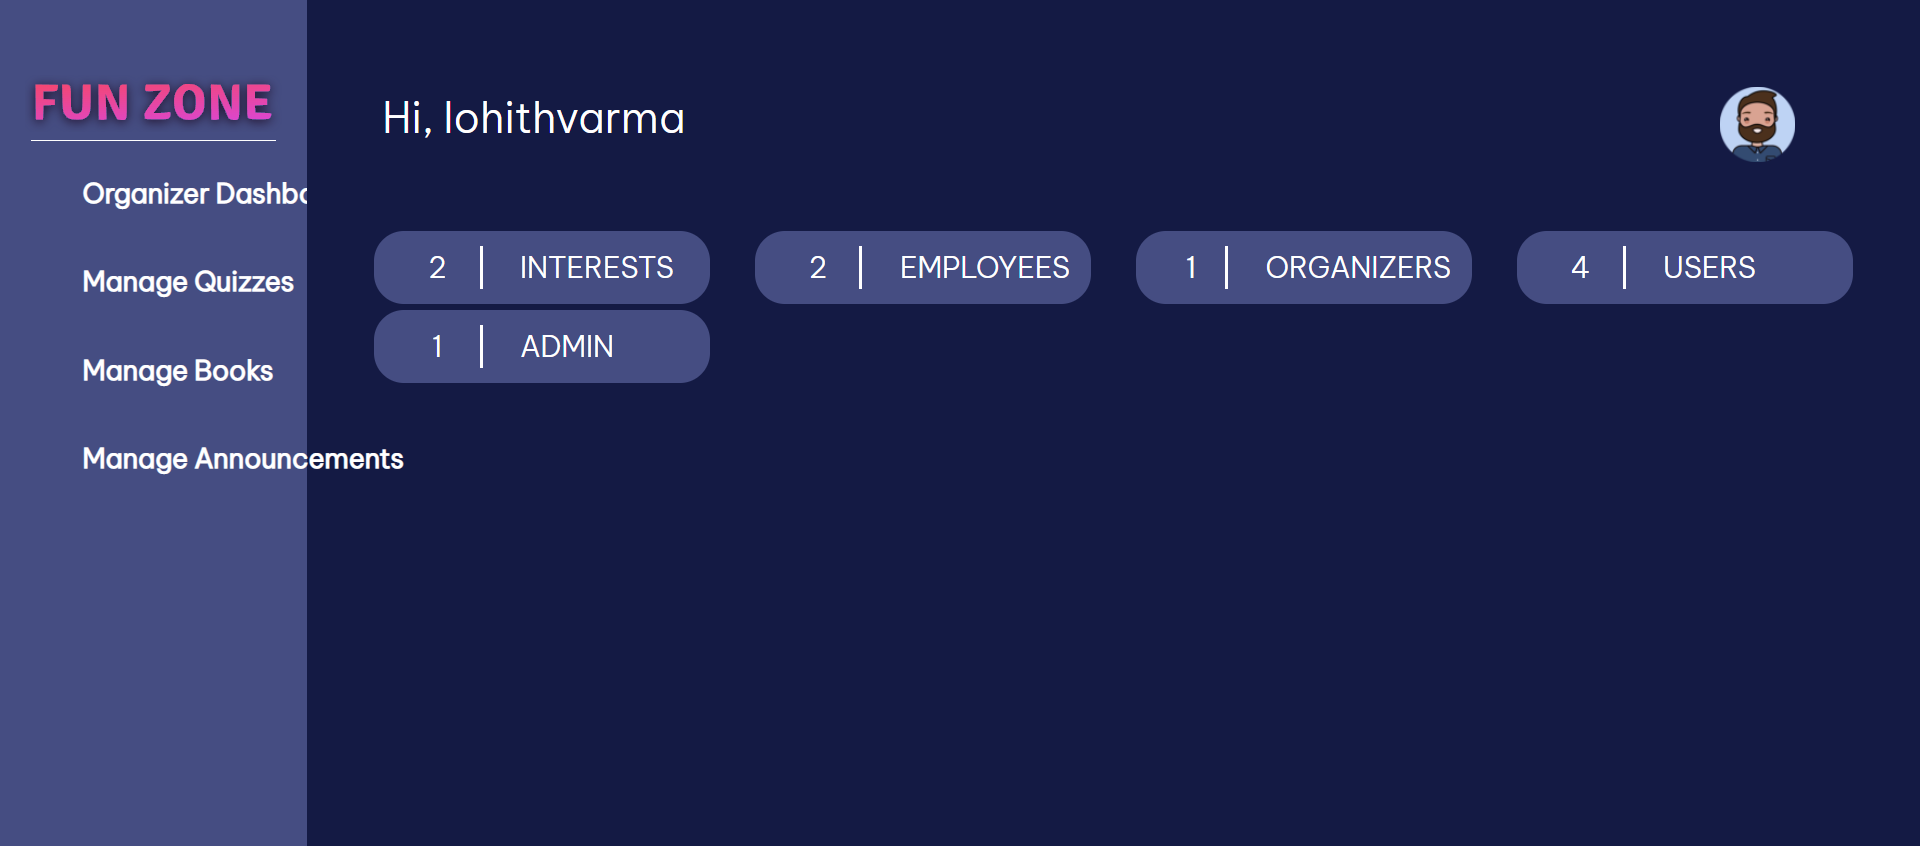 FUN ZONE
Organizer Dashbo
Manage Quizzes
Manage Books
Manage Announcements
Hi, lohithvarma
2 INTERESTS
2 EMPLOYEES
1 ORGANIZERS
4 USERS
1 ADMIN